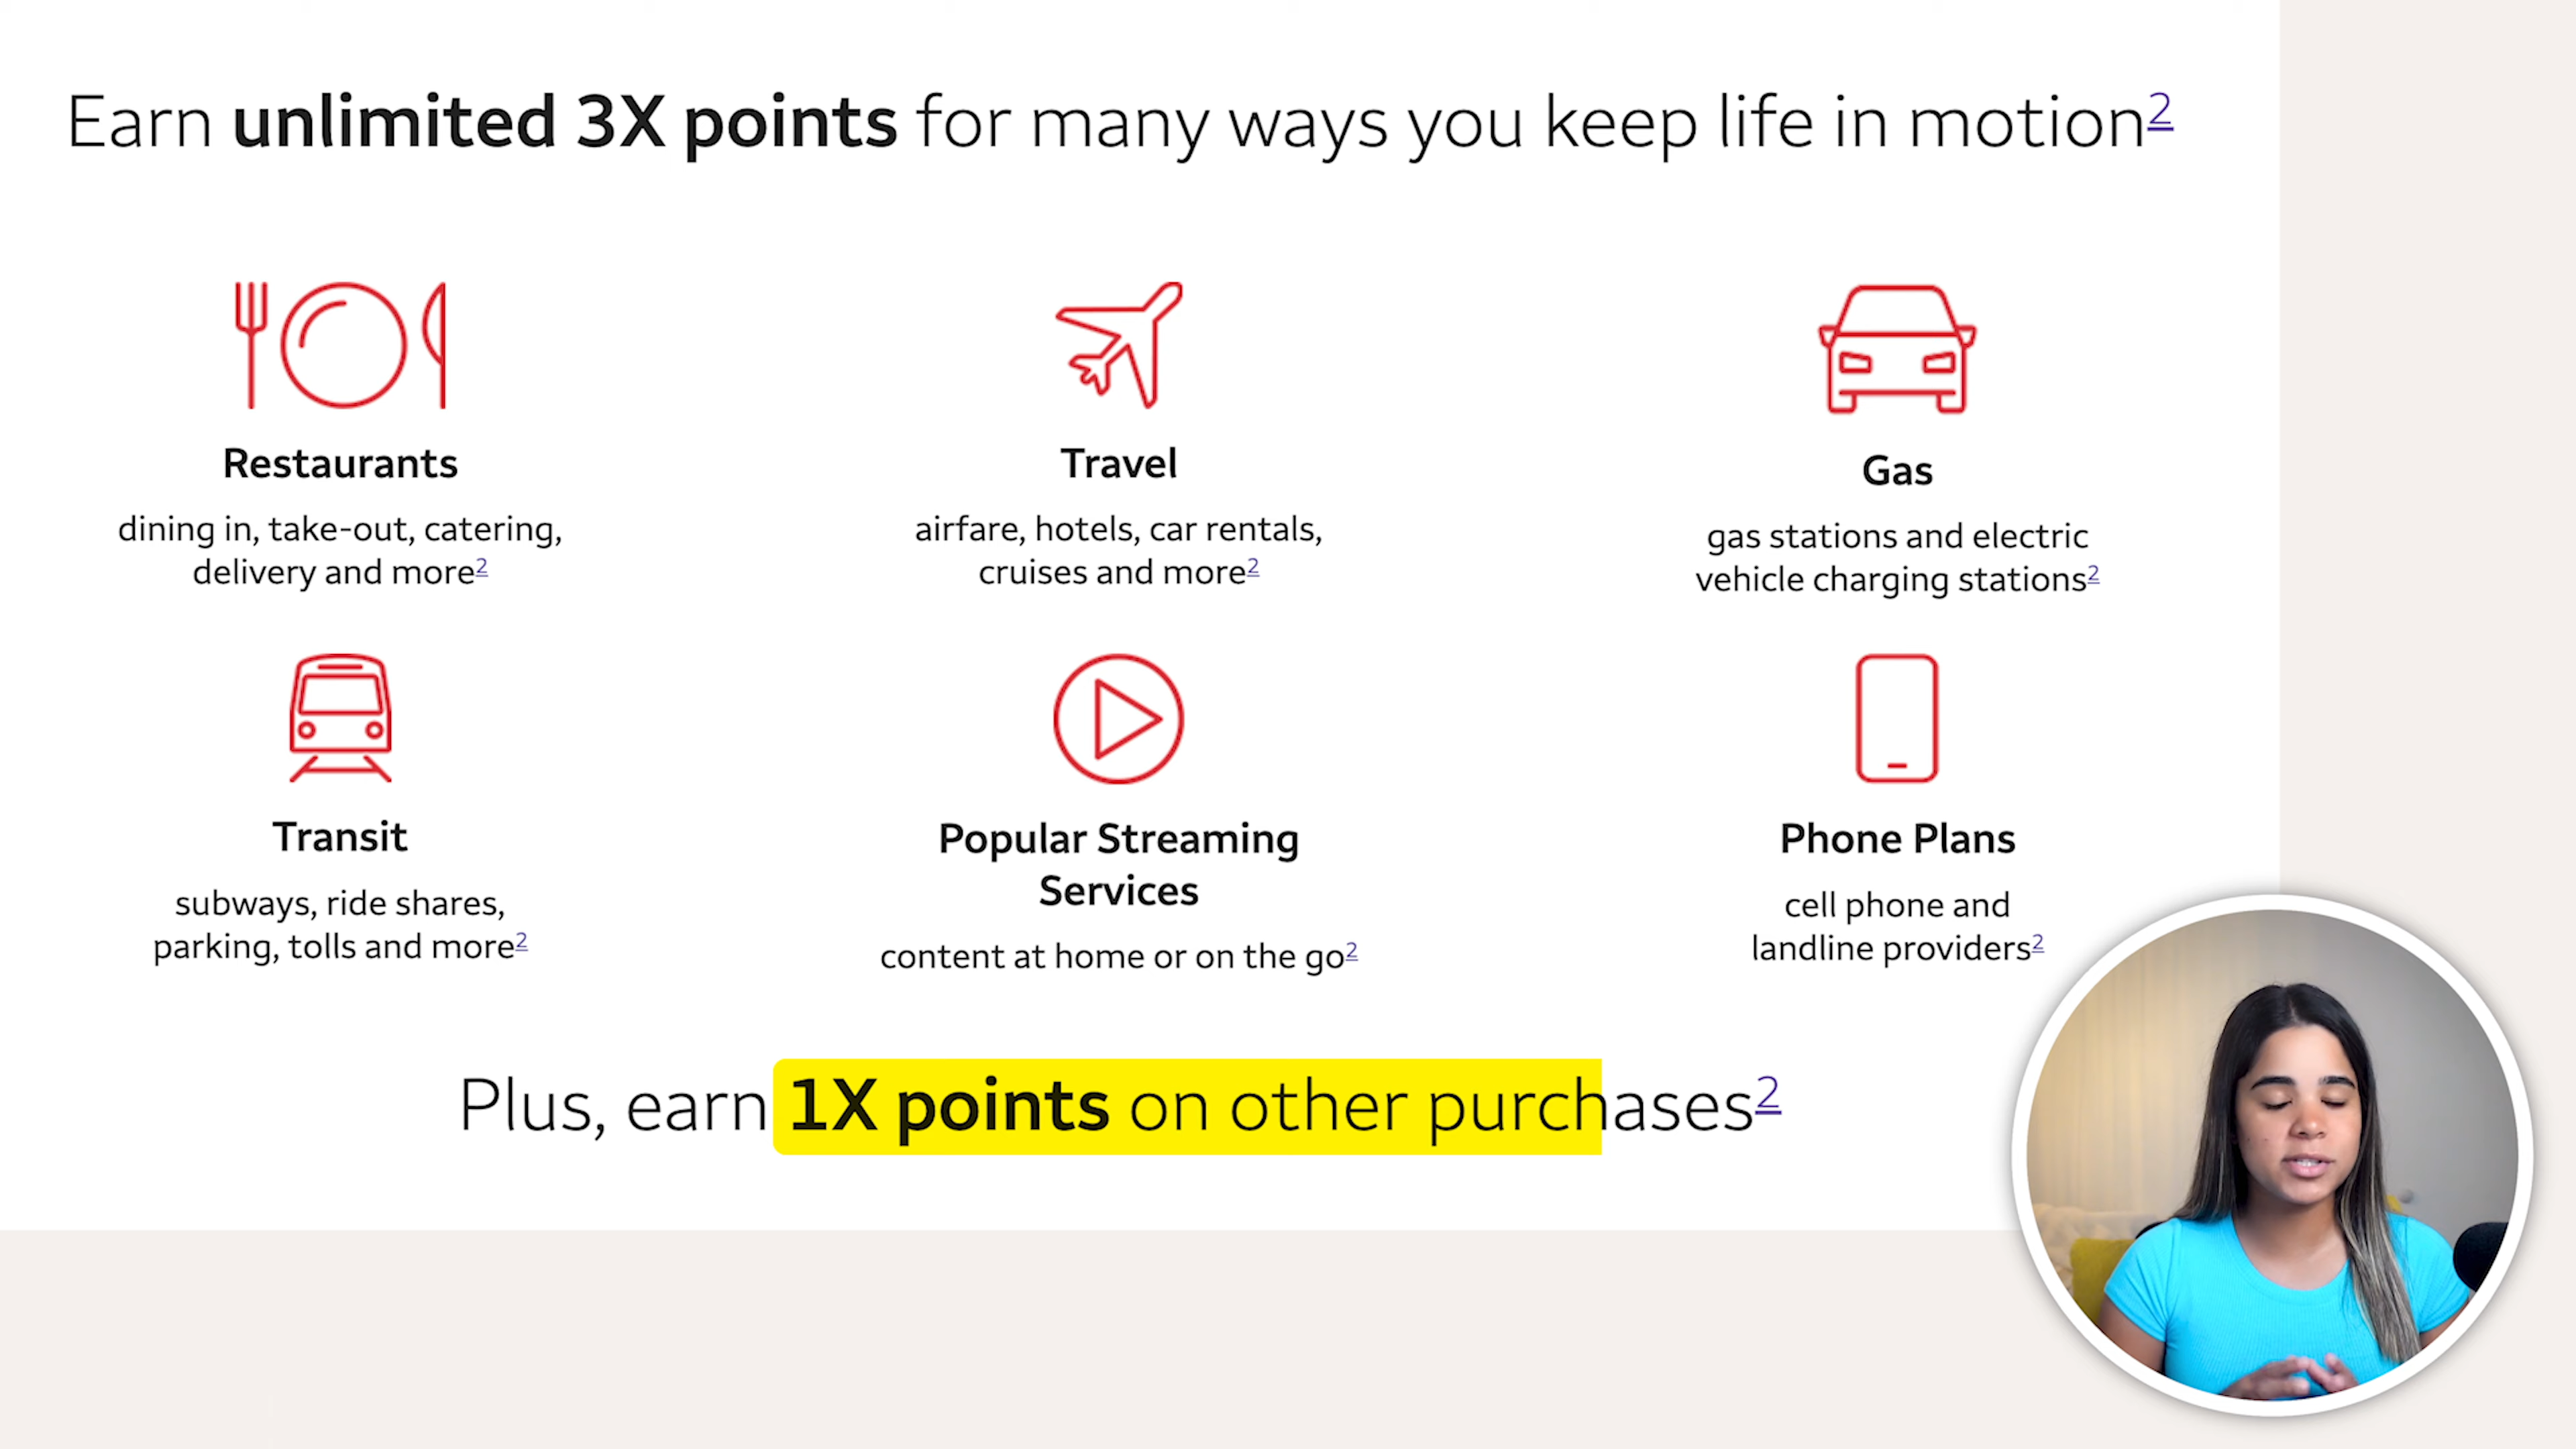 Earn unlimited 3X points for many ways you keep life in motion2
Restaurants
dining in, take-out, catering,
delivery and more2
Travel
airfare, hotels, car rentals,
cruises and more2
Gas
gas stations and electric
vehicle charging stations2
Transit
subways, ride shares,
parking, tolls and more2
Popular Streaming
Services
content at home or on the go2
Phone Plans
cell phone and
landline providers2
Plus, earn 1X points on other purchases2